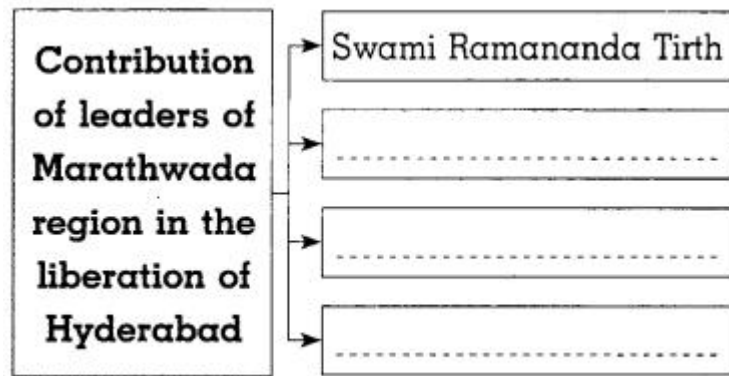 Contribution
of leaders of
Marathwada
region in the
liberation of
Hyderabad
Swami Ramananda Tirth